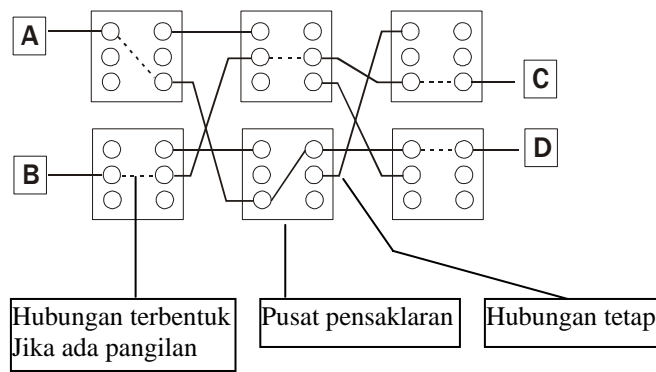 A
C
B
D
Hubungan terbentuk
Jika ada pangilan
Pusat pensaklaran
Hubungan tetap